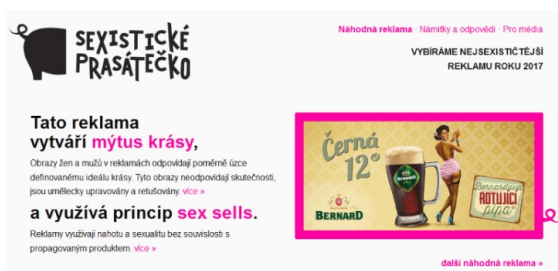 SEXISTICKÉ
PRASÁTEČKO
Náhodná reklama · Námitky a odpovědi · Pro média
VYBÍRÁME NEJSEXISTIČTĚJŠÍ
REKLAMU ROKU 2017
Tato reklama
vytváří mýtus krásy,
Obrazy žen a mužů v reklamách odpovídají poměrně úzce
definovanému ideálu krásy. Tyto obrazy neodpovídají skutečnosti,
jsou umělecky upravovány a retušovány. více »
a využívá princip sex sells.
Reklamy využívají nahotu a sexualitu bez souvislosti s
propagovaným produktem. více »
Černá
12°
BERNARD
BERNARD
Bernardpub
ROTUJÍCÍ
pípa
další náhodná reklama »